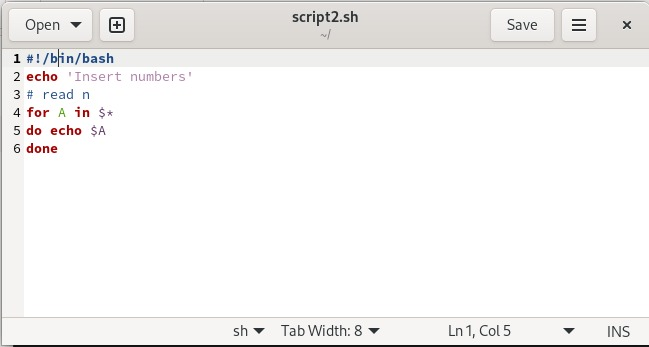 Open
script2.sh
~/
Save
1 #!/bin/bash
2 echo 'Insert numbers'
3 # read n
4 for A in $*
5 do echo $A
6 done
sh Tab Width: 8 Ln 1, Col 5 INS